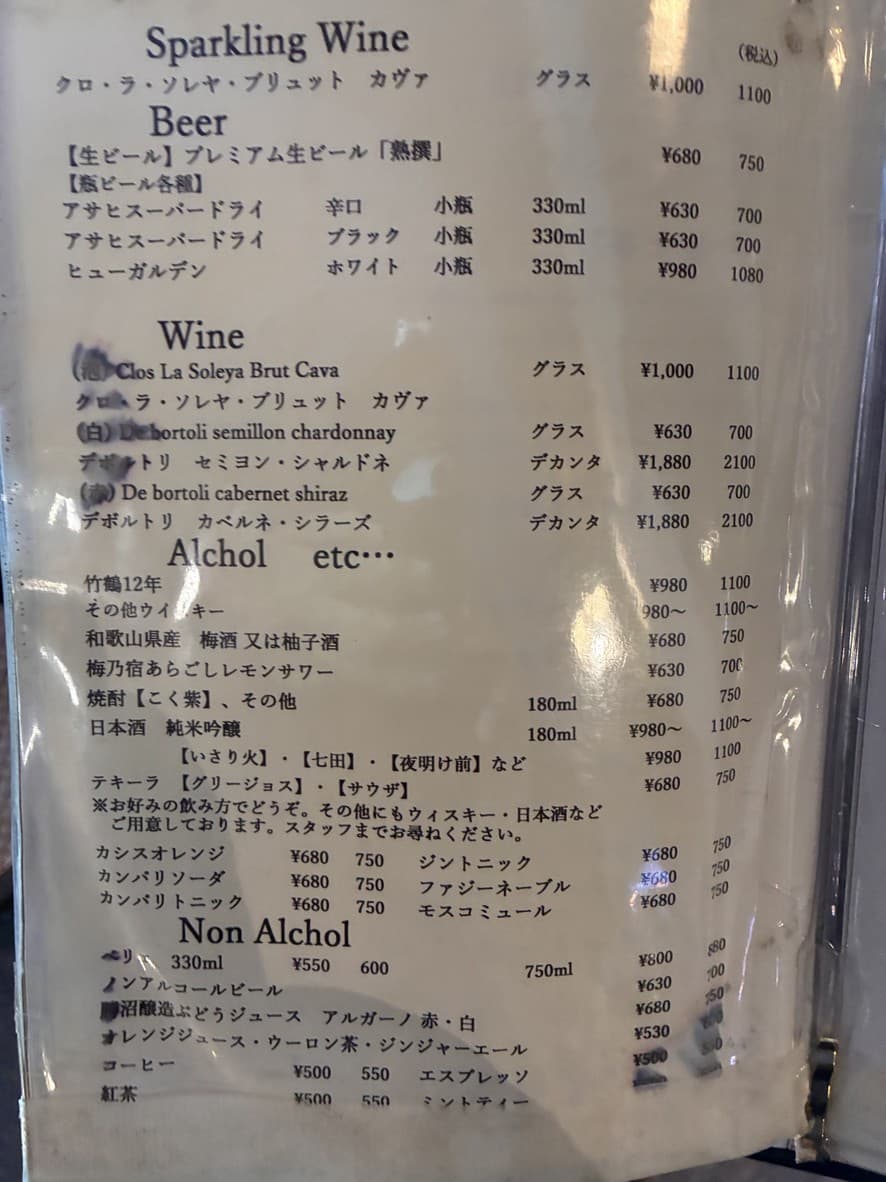 Sparkling Wine
(税込)
クロ・ラ・ソレヤ・ブリュット カヴァ グラス ¥1,000 1100
Beer
【生ビール】プレミアム生ビール「熟撰」 ¥680 750
【瓶ビール各種】
アサヒスーパードライ 辛口 小瓶 330ml ¥630 700
アサヒスーパードライ ブラック 小瓶 330ml ¥630 700
ヒューガルデン ホワイト 小瓶 330ml ¥980 1080
Wine
(泡) Clos La Soleya Brut Cava グラス ¥1,000 1100
クロ・ラ・ソレヤ・ブリュット カヴァ
(白) De bortoli semillon chardonnay グラス ¥630 700
デボルトリ セミヨン・シャルドネ デカンタ ¥1,880 2100
(赤) De bortoli cabernet shiraz グラス ¥630 700
デボルトリ カベルネ・シラーズ デカンタ ¥1,880 2100
Alchol etc…
竹鶴12年 ¥980 1100
その他ウイスキー 980～ 1100～
和歌山県産 梅酒 又は柚子酒 ¥680 750
梅乃宿あらごしレモンサワー ¥630 700
焼酎【こく紫】、その他 180ml ¥680 750
日本酒 純米吟醸 180ml ¥980～ 1100～
【いさり火】・【七田】・【夜明け前】など ¥980 1100
テキーラ 【グリージョス】・【サウザ】 ¥680 750
※お好みの飲み方でどうぞ。その他にもウィスキー・日本酒など
ご用意しております。スタッフまでお尋ねください。
カシスオレンジ ¥680 750 ジントニック ¥680 750
カンパリソーダ ¥680 750 ファジーネーブル ¥680 750
カンパリトニック ¥680 750 モスコミュール ¥680 750
Non Alchol
330ml ¥550 600 750ml ¥800 880
ノンアルコールビール ¥630 700
沼醸造ぶどうジュース アルガーノ 赤・白 ¥680 750
オレンジジュース・ウーロン茶・ジンジャーエール ¥530
コーヒー ¥500 550 エスプレッソ ¥500
紅茶 ¥500 550 ミントティー